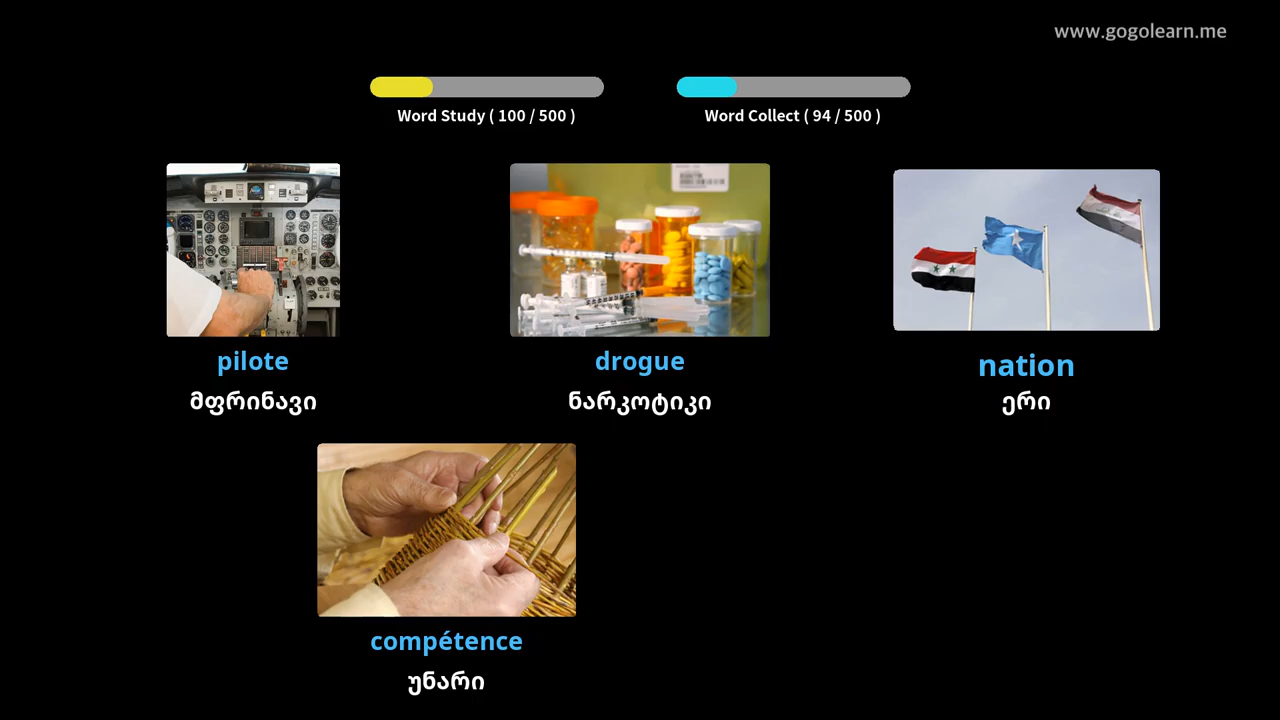 www.gogolearn.me
Word Study ( 100 / 500 )
Word Collect ( 94 / 500 )
pilote
მფრინავი
drogue
ნარკოტიკი
nation
ერი
compétence
უნარი